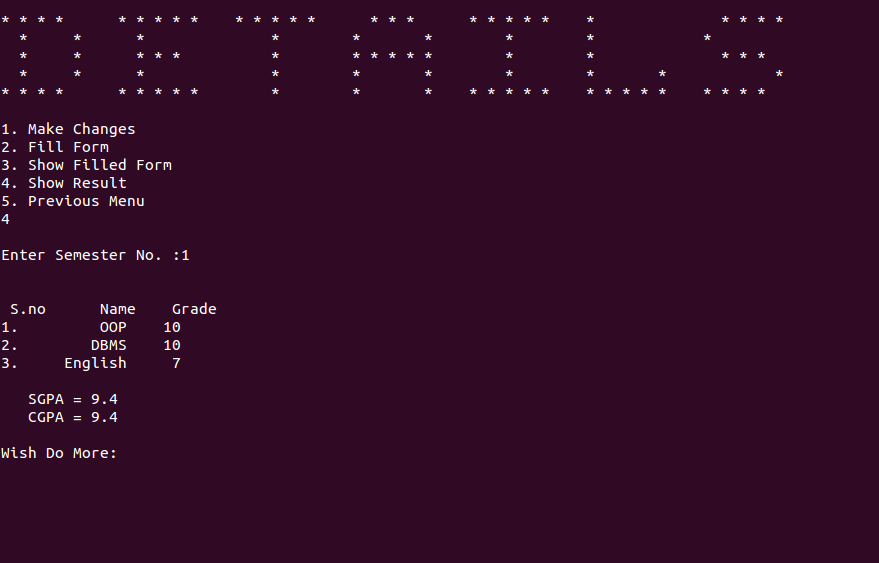 DETAILS
1. Make Changes
2. Fill Form
3. Show Filled Form
4. Show Result
5. Previous Menu
4
Enter Semester No. :1
S.no Name Grade
1. OOP 10
2. DBMS 10
3. English 7
SGPA = 9.4
CGPA = 9.4
Wish Do More: